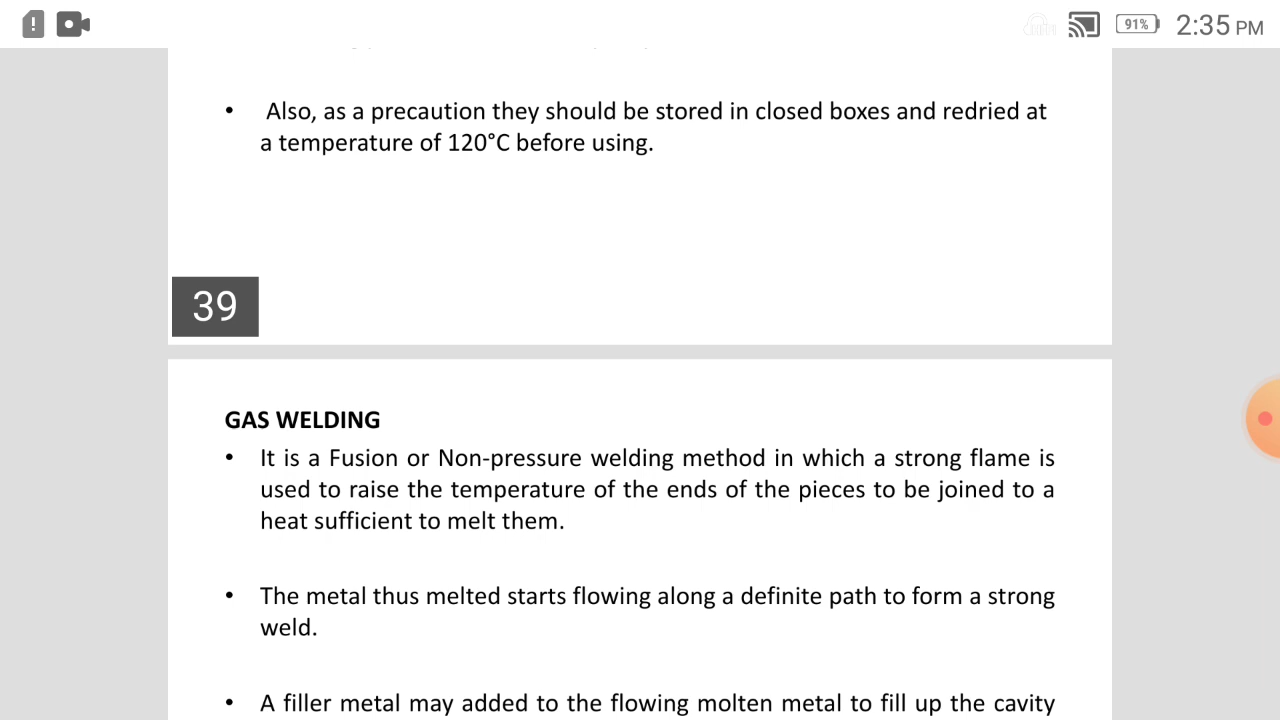 91%
2:35 PM
• Also, as a precaution they should be stored in closed boxes and redried at
a temperature of 120°C before using.
39
GAS WELDING
• It is a Fusion or Non-pressure welding method in which a strong flame is
used to raise the temperature of the ends of the pieces to be joined to a
heat sufficient to melt them.
• The metal thus melted starts flowing along a definite path to form a strong
weld.
• A filler metal may added to the flowing molten metal to fill up the cavity